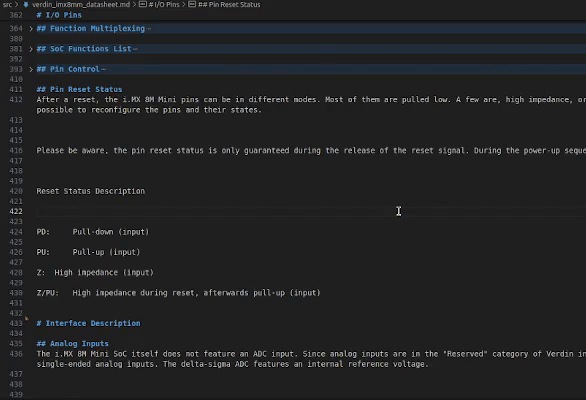 src > verdin_imx8mm_datasheet.md > # I/O Pins > ## Pin Reset Status
362 # I/O Pins
364 > ## Function Multiplexing⋯
380
381 > ## SoC Functions List⋯
392
393 > ## Pin Control⋯
410
411 ## Pin Reset Status
412 After a reset, the i.MX 8M Mini pins can be in different modes. Most of them are pulled low. A few are, high impedance, or
possible to reconfigure the pins and their states.
413
414
415
416 Please be aware, the pin reset status is only guaranteed during the release of the reset signal. During the power-up seque
417
418
419
420 Reset Status Description
421
422
423
424 PD: Pull-down (input)
425
426 PU: Pull-up (input)
427
428 Z: High impedance (input)
429
430 Z/PU: High impedance during reset, afterwards pull-up (input)
431
432
433 # Interface Description
434
435 ## Analog Inputs
436 The i.MX 8M Mini SoC itself does not feature an ADC input. Since analog inputs are in the "Reserved" category of Verdin in
single-ended analog inputs. The delta-sigma ADC features an internal reference voltage.
437
438
439